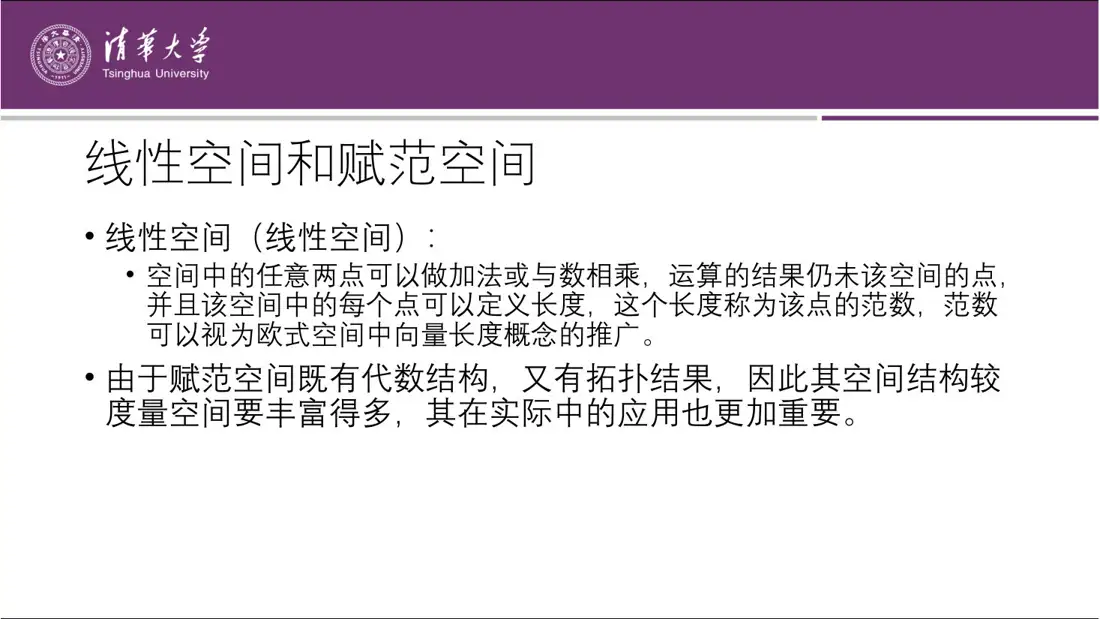 清华大学
Tsinghua University
线性空间和赋范空间
• 线性空间（线性空间）：
• 空间中的任意两点可以做加法或与数相乘，运算的结果仍未该空间的点，
并且该空间中的每个点可以定义长度，这个长度称为该点的范数，范数
可以视为欧式空间中向量长度概念的推广。
• 由于赋范空间既有代数结构，又有拓扑结果，因此其空间结构较
度量空间要丰富得多，其在实际中的应用也更加重要。